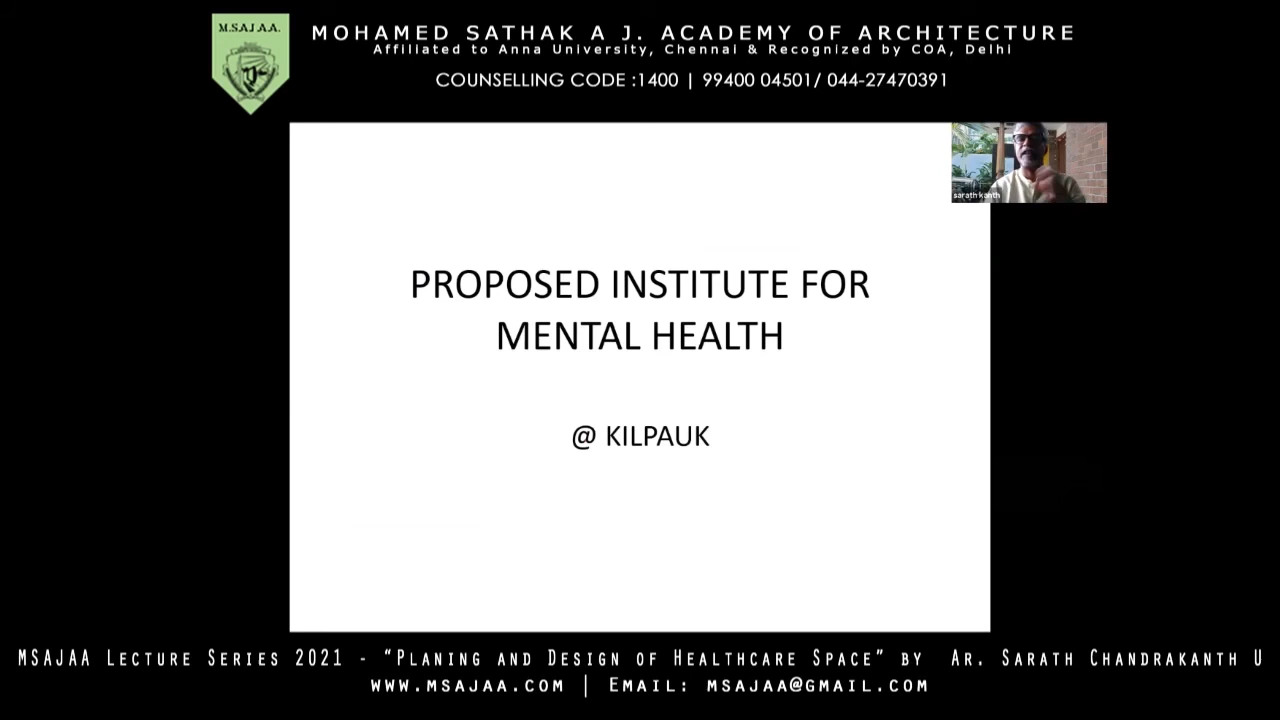 M.S.A.J.A.A.
MOHAMED SATHAK A J. ACADEMY OF ARCHITECTURE
Affiliated to Anna University, Chennai & Recognized by COA, Delhi
COUNSELLING CODE :1400 | 99400 04501/ 044-27470391
sarath kanth
PROPOSED INSTITUTE FOR
MENTAL HEALTH
@ KILPAUK
MSAJAA Lecture Series 2021 - “Planing and Design of Healthcare Space” by Ar. Sarath Chandrakanth U
www.msajaa.com | Email: msajaa@gmail.com